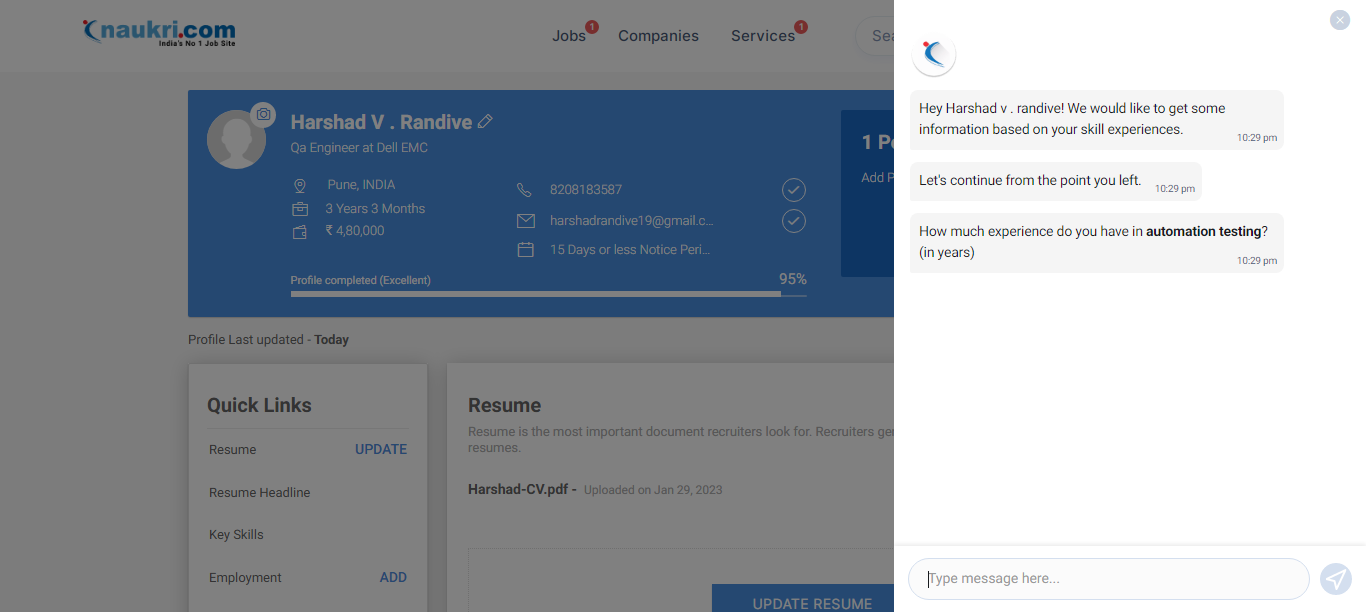 naukri.com
India's No 1 Job Site
Jobs 1
Companies
Services 1
Sea
Harshad V . Randive
Qa Engineer at Dell EMC
Pune, INDIA
3 Years 3 Months
₹ 4,80,000
8208183587
harshadrandive19@gmail.c...
15 Days or less Notice Peri...
Profile completed (Excellent)
95%
1 Pe
Add P
Profile Last updated - Today
Quick Links
Resume UPDATE
Resume Headline
Key Skills
Employment ADD
Resume
Resume is the most important document recruiters look for. Recruiters gen
resumes.
Harshad-CV.pdf - Uploaded on Jan 29, 2023
UPDATE RESUME
Hey Harshad v . randive! We would like to get some
information based on your skill experiences.
10:29 pm
Let's continue from the point you left.
10:29 pm
How much experience do you have in automation testing?
(in years)
10:29 pm
Type message here...